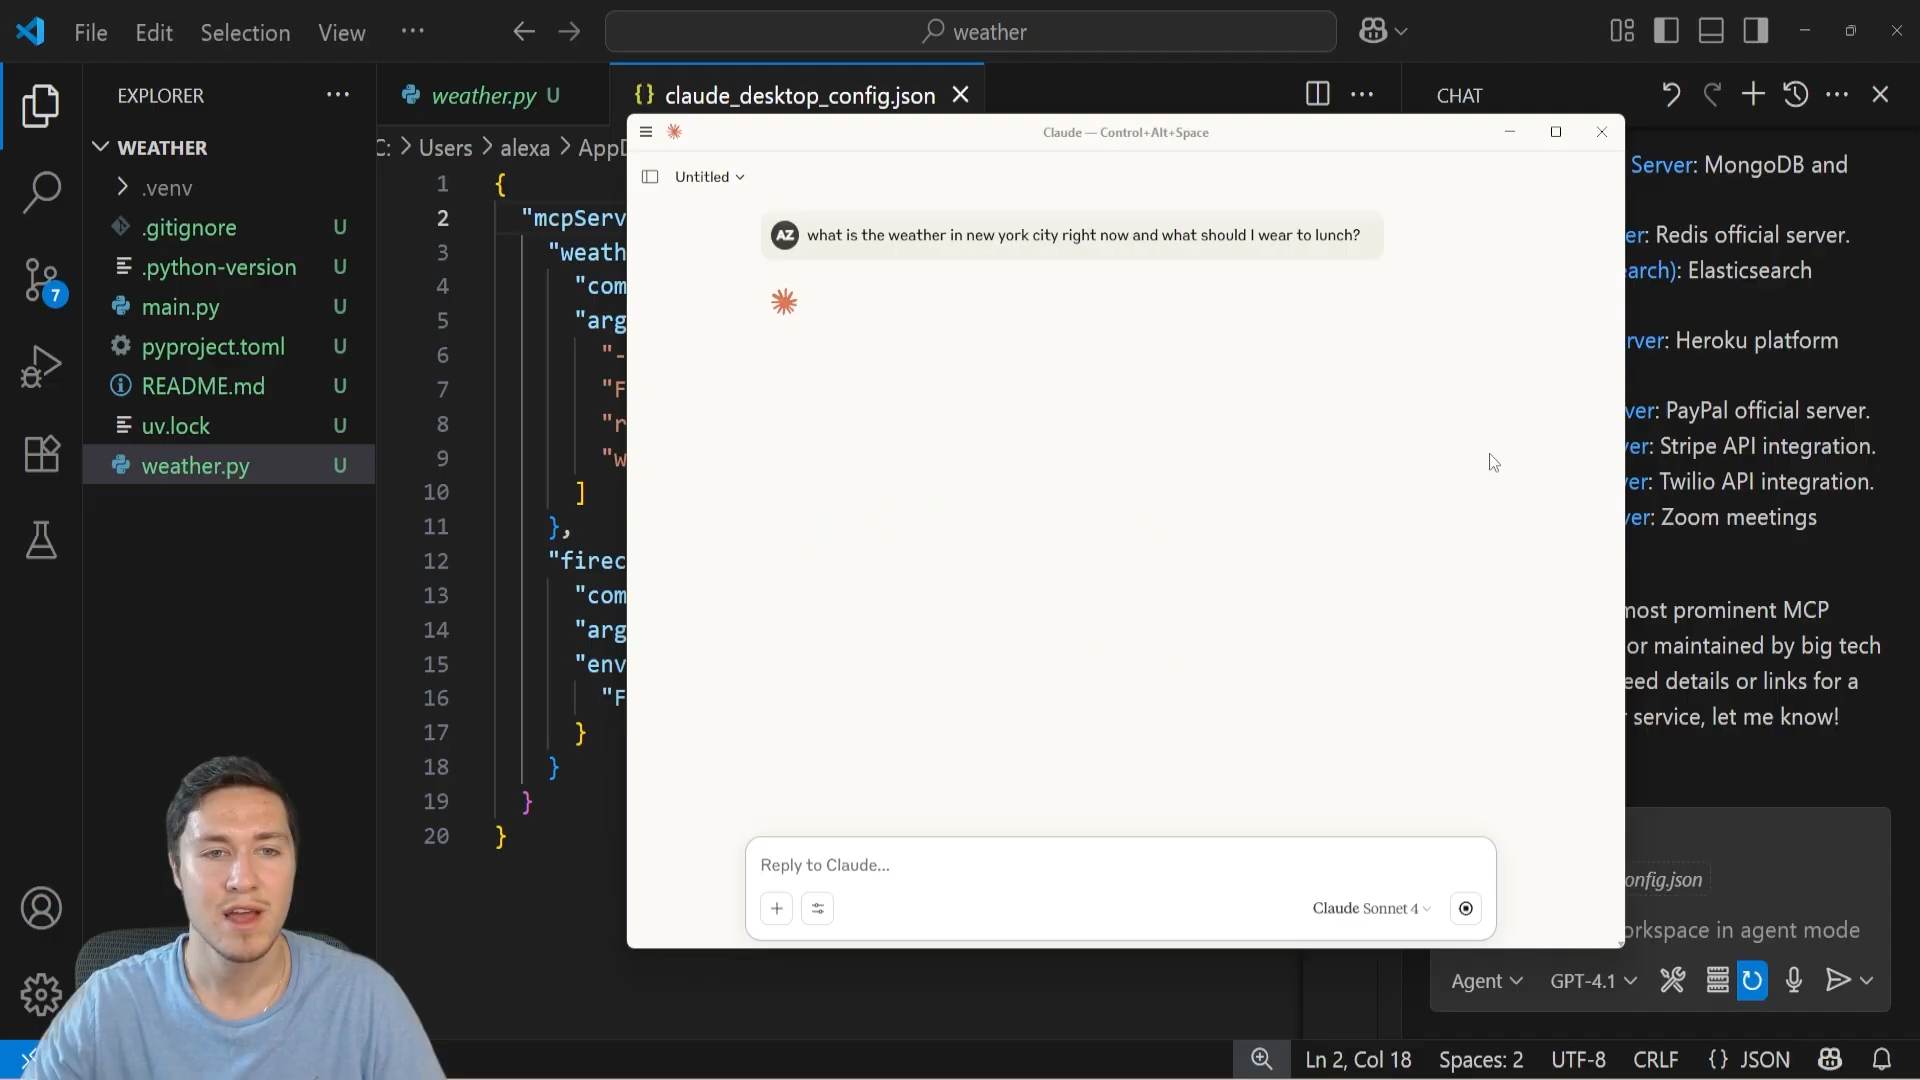 File Edit Selection View ···
weather
EXPLORER ···
WEATHER
.venv
.gitignore U
.python-version U
main.py U
pyproject.toml U
README.md U
uv.lock U
weather.py U
7
weather.py U
{} claude_desktop_config.json
C: > Users > alexa >
1 {
2 "mcpServ
3 "weath
4 "com
5 "arg
6 "-
7 "F
8 "r
9 "w
10 ]
11 },
12 "firec
13 "com
14 "arg
15 "env
16 "F
17 }
18 }
19 }
20 }
Claude — Control+Alt+Space
Untitled
AZ what is the weather in new york city right now and what should I wear to lunch?
Reply to Claude...
Claude Sonnet 4
CHAT
Server: MongoDB and
er: Redis official server.
earch): Elasticsearch
rver: Heroku platform
ver: PayPal official server.
ver: Stripe API integration.
er: Twilio API integration.
ver: Zoom meetings
most prominent MCP
or maintained by big tech
eed details or links for a
service, let me know!
onfig.json
orkspace in agent mode
Agent GPT-4.1
Ln 2, Col 18 Spaces: 2 UTF-8 CRLF {} JSON